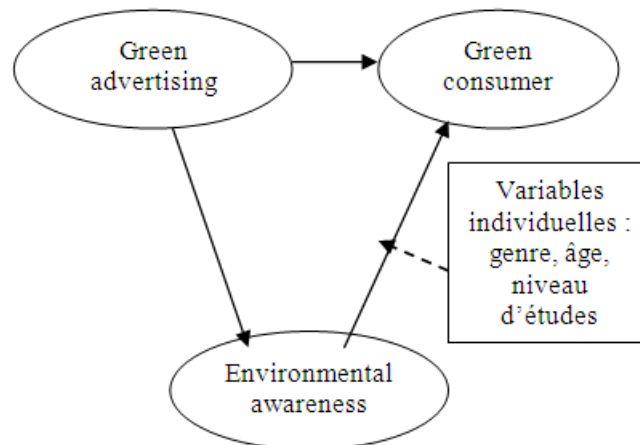 Green
advertising
Green
consumer
Variables
individuelles :
genre, âge,
niveau
d’études
Environmental
awareness